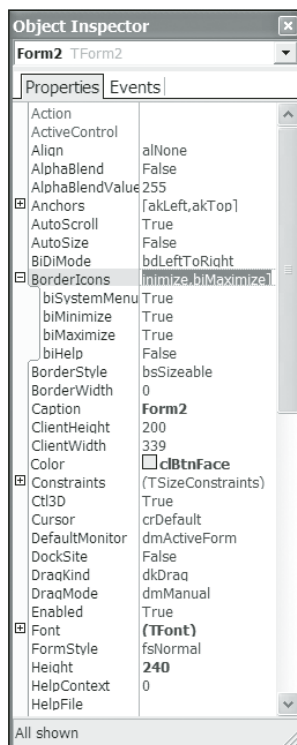 Object Inspector
Form2 TForm2
Properties Events
Action
ActiveControl
Align alNone
AlphaBlend False
AlphaBlendValue 255
Anchors [akLeft,akTop]
AutoScroll True
AutoSize False
BiDiMode bdLeftToRight
BorderIcons inimize,biMaximize]
biSystemMenu True
biMinimize True
biMaximize True
biHelp False
BorderStyle bsSizeable
BorderWidth 0
Caption Form2
ClientHeight 200
ClientWidth 339
Color clBtnFace
Constraints (TSizeConstraints)
Ctl3D True
Cursor crDefault
DefaultMonitor dmActiveForm
DockSite False
DragKind dkDrag
DragMode dmManual
Enabled True
Font (TFont)
FormStyle fsNormal
Height 240
HelpContext 0
HelpFile
All shown